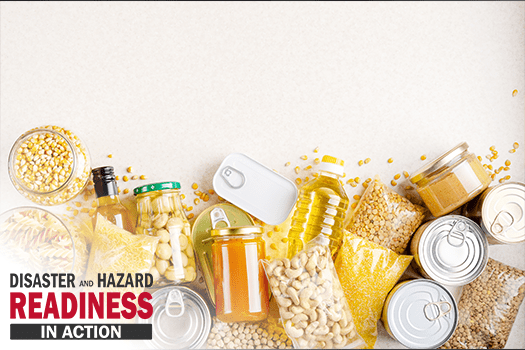 DISASTER AND HAZARD
READINESS
IN ACTION